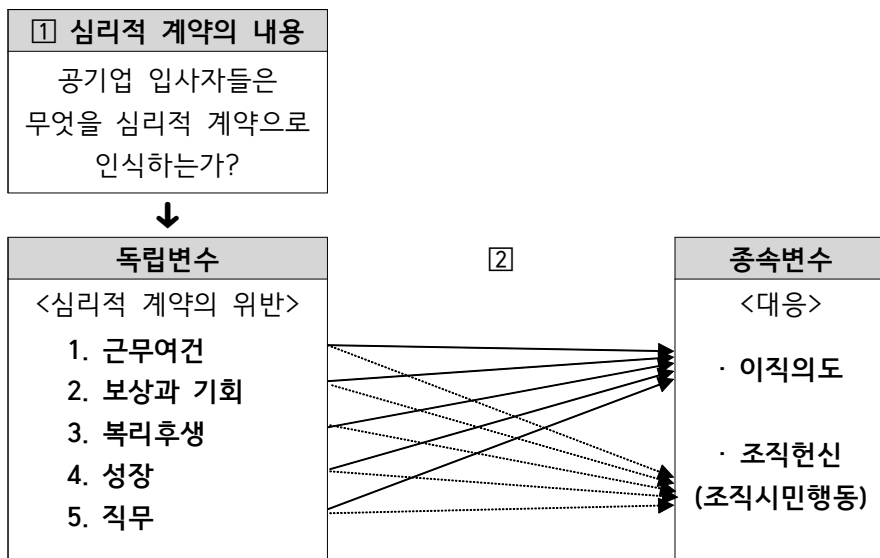 1 심리적 계약의 내용
공기업 입사자들은
무엇을 심리적 계약으로
인식하는가?
독립변수
<심리적 계약의 위반>
1. 근무여건
2. 보상과 기회
3. 복리후생
4. 성장
5. 직무
2
종속변수
<대응>
· 이직의도
· 조직헌신
(조직시민행동)